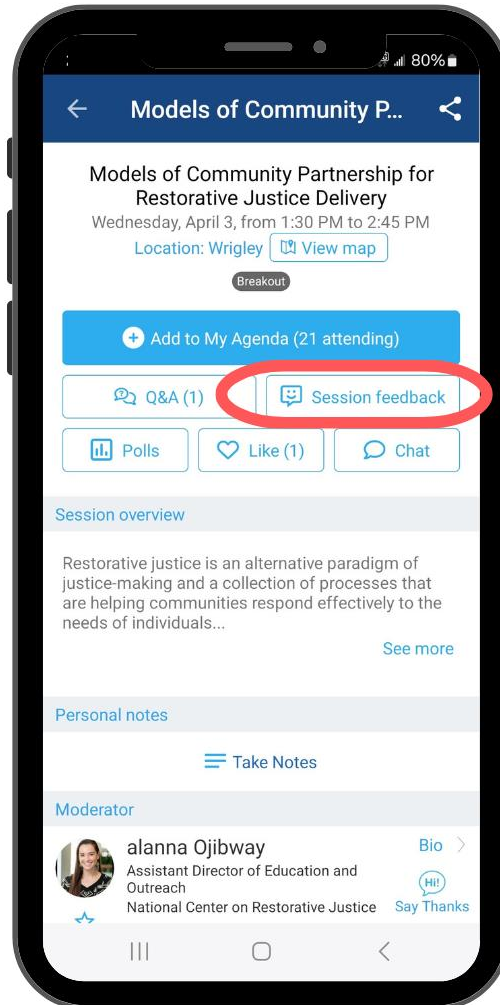 80%
Models of Community P...
Models of Community Partnership for
Restorative Justice Delivery
Wednesday, April 3, from 1:30 PM to 2:45 PM
Location: Wrigley View map
Breakout
Add to My Agenda (21 attending)
Q&A (1) Session feedback
Polls Like (1) Chat
Session overview
Restorative justice is an alternative paradigm of
justice-making and a collection of processes that
are helping communities respond effectively to the
needs of individuals...
See more
Personal notes
Take Notes
Moderator
alanna Ojibway Bio
Assistant Director of Education and
Outreach
Hi!
National Center on Restorative Justice Say Thanks